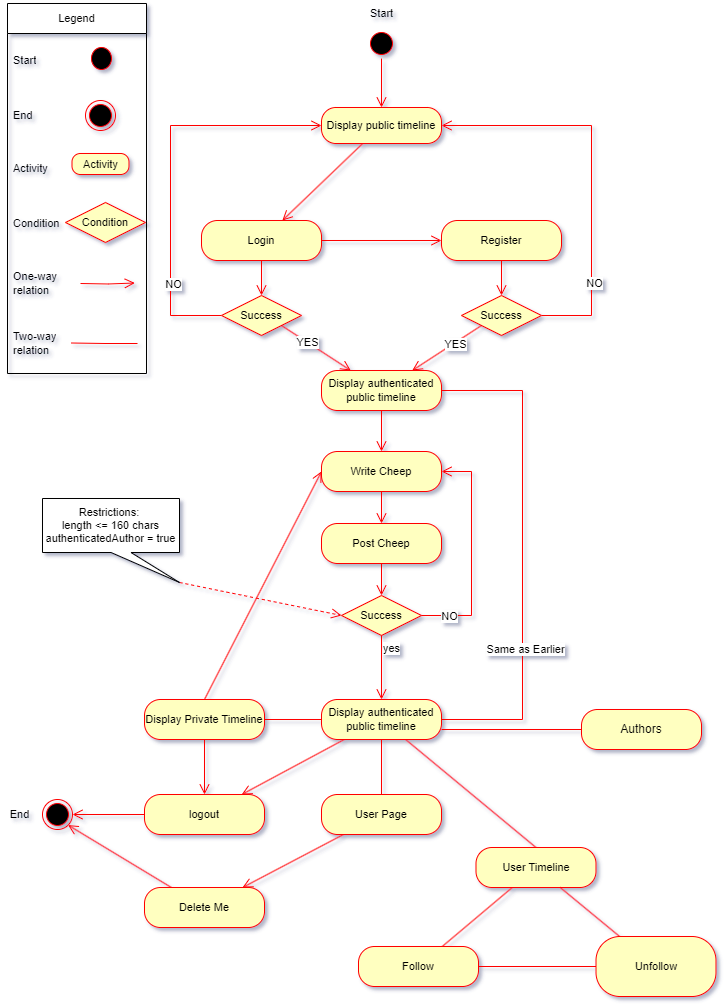 Legend
Start
End
Activity
Activity
Condition
Condition
One-way
relation
Two-way
relation
Start
Display public timeline
Login
Register
NO
NO
Success
Success
YES
YES
Display authenticated
public timeline
Write Cheep
Restrictions:
length <= 160 chars
authenticatedAuthor = true
Post Cheep
Success
NO
yes
Same as Earlier
Display Private Timeline
Display authenticated
public timeline
Authors
End
logout
User Page
User Timeline
Delete Me
Follow
Unfollow